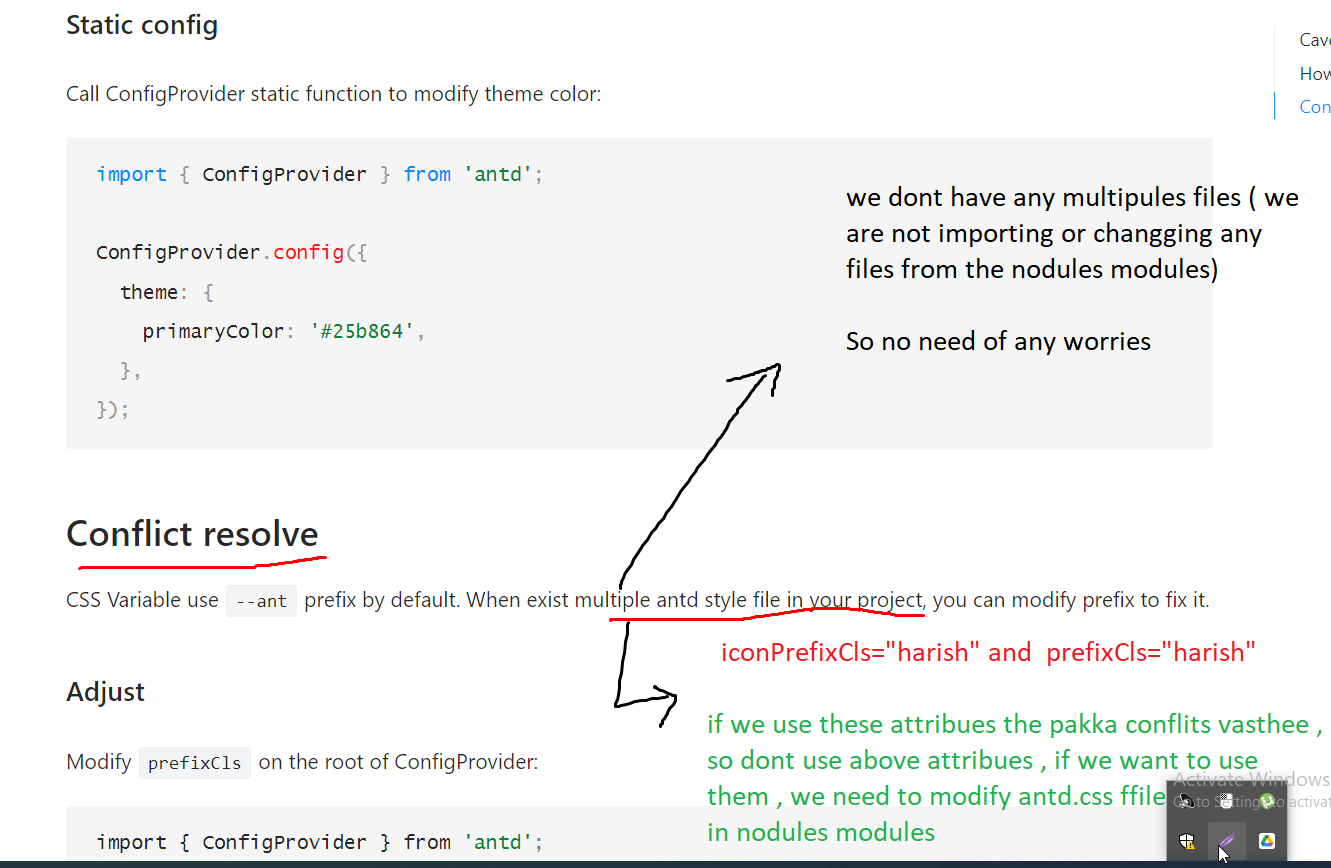 Static config
Cav
How
Call ConfigProvider static function to modify theme color:
Con
import { ConfigProvider } from 'antd';
we dont have any multipules files ( we
are not importing or changging any
files from the nodules modules)
ConfigProvider.config({
theme: {
primaryColor: '#25b864',
},
});
So no need of any worries
Conflict resolve
CSS Variable use --ant prefix by default. When exist multiple antd style file in your project, you can modify prefix to fix it.
iconPrefixCls="harish" and prefixCls="harish"
Adjust
if we use these attribues the pakka conflits vasthee ,
so dont use above attribues , if we want to use
them , we need to modify antd.css ffile
in nodules modules
Modify prefixCls on the root of ConfigProvider:
Activate Windows
Go to Setting to activat
import { ConfigProvider } from 'antd';